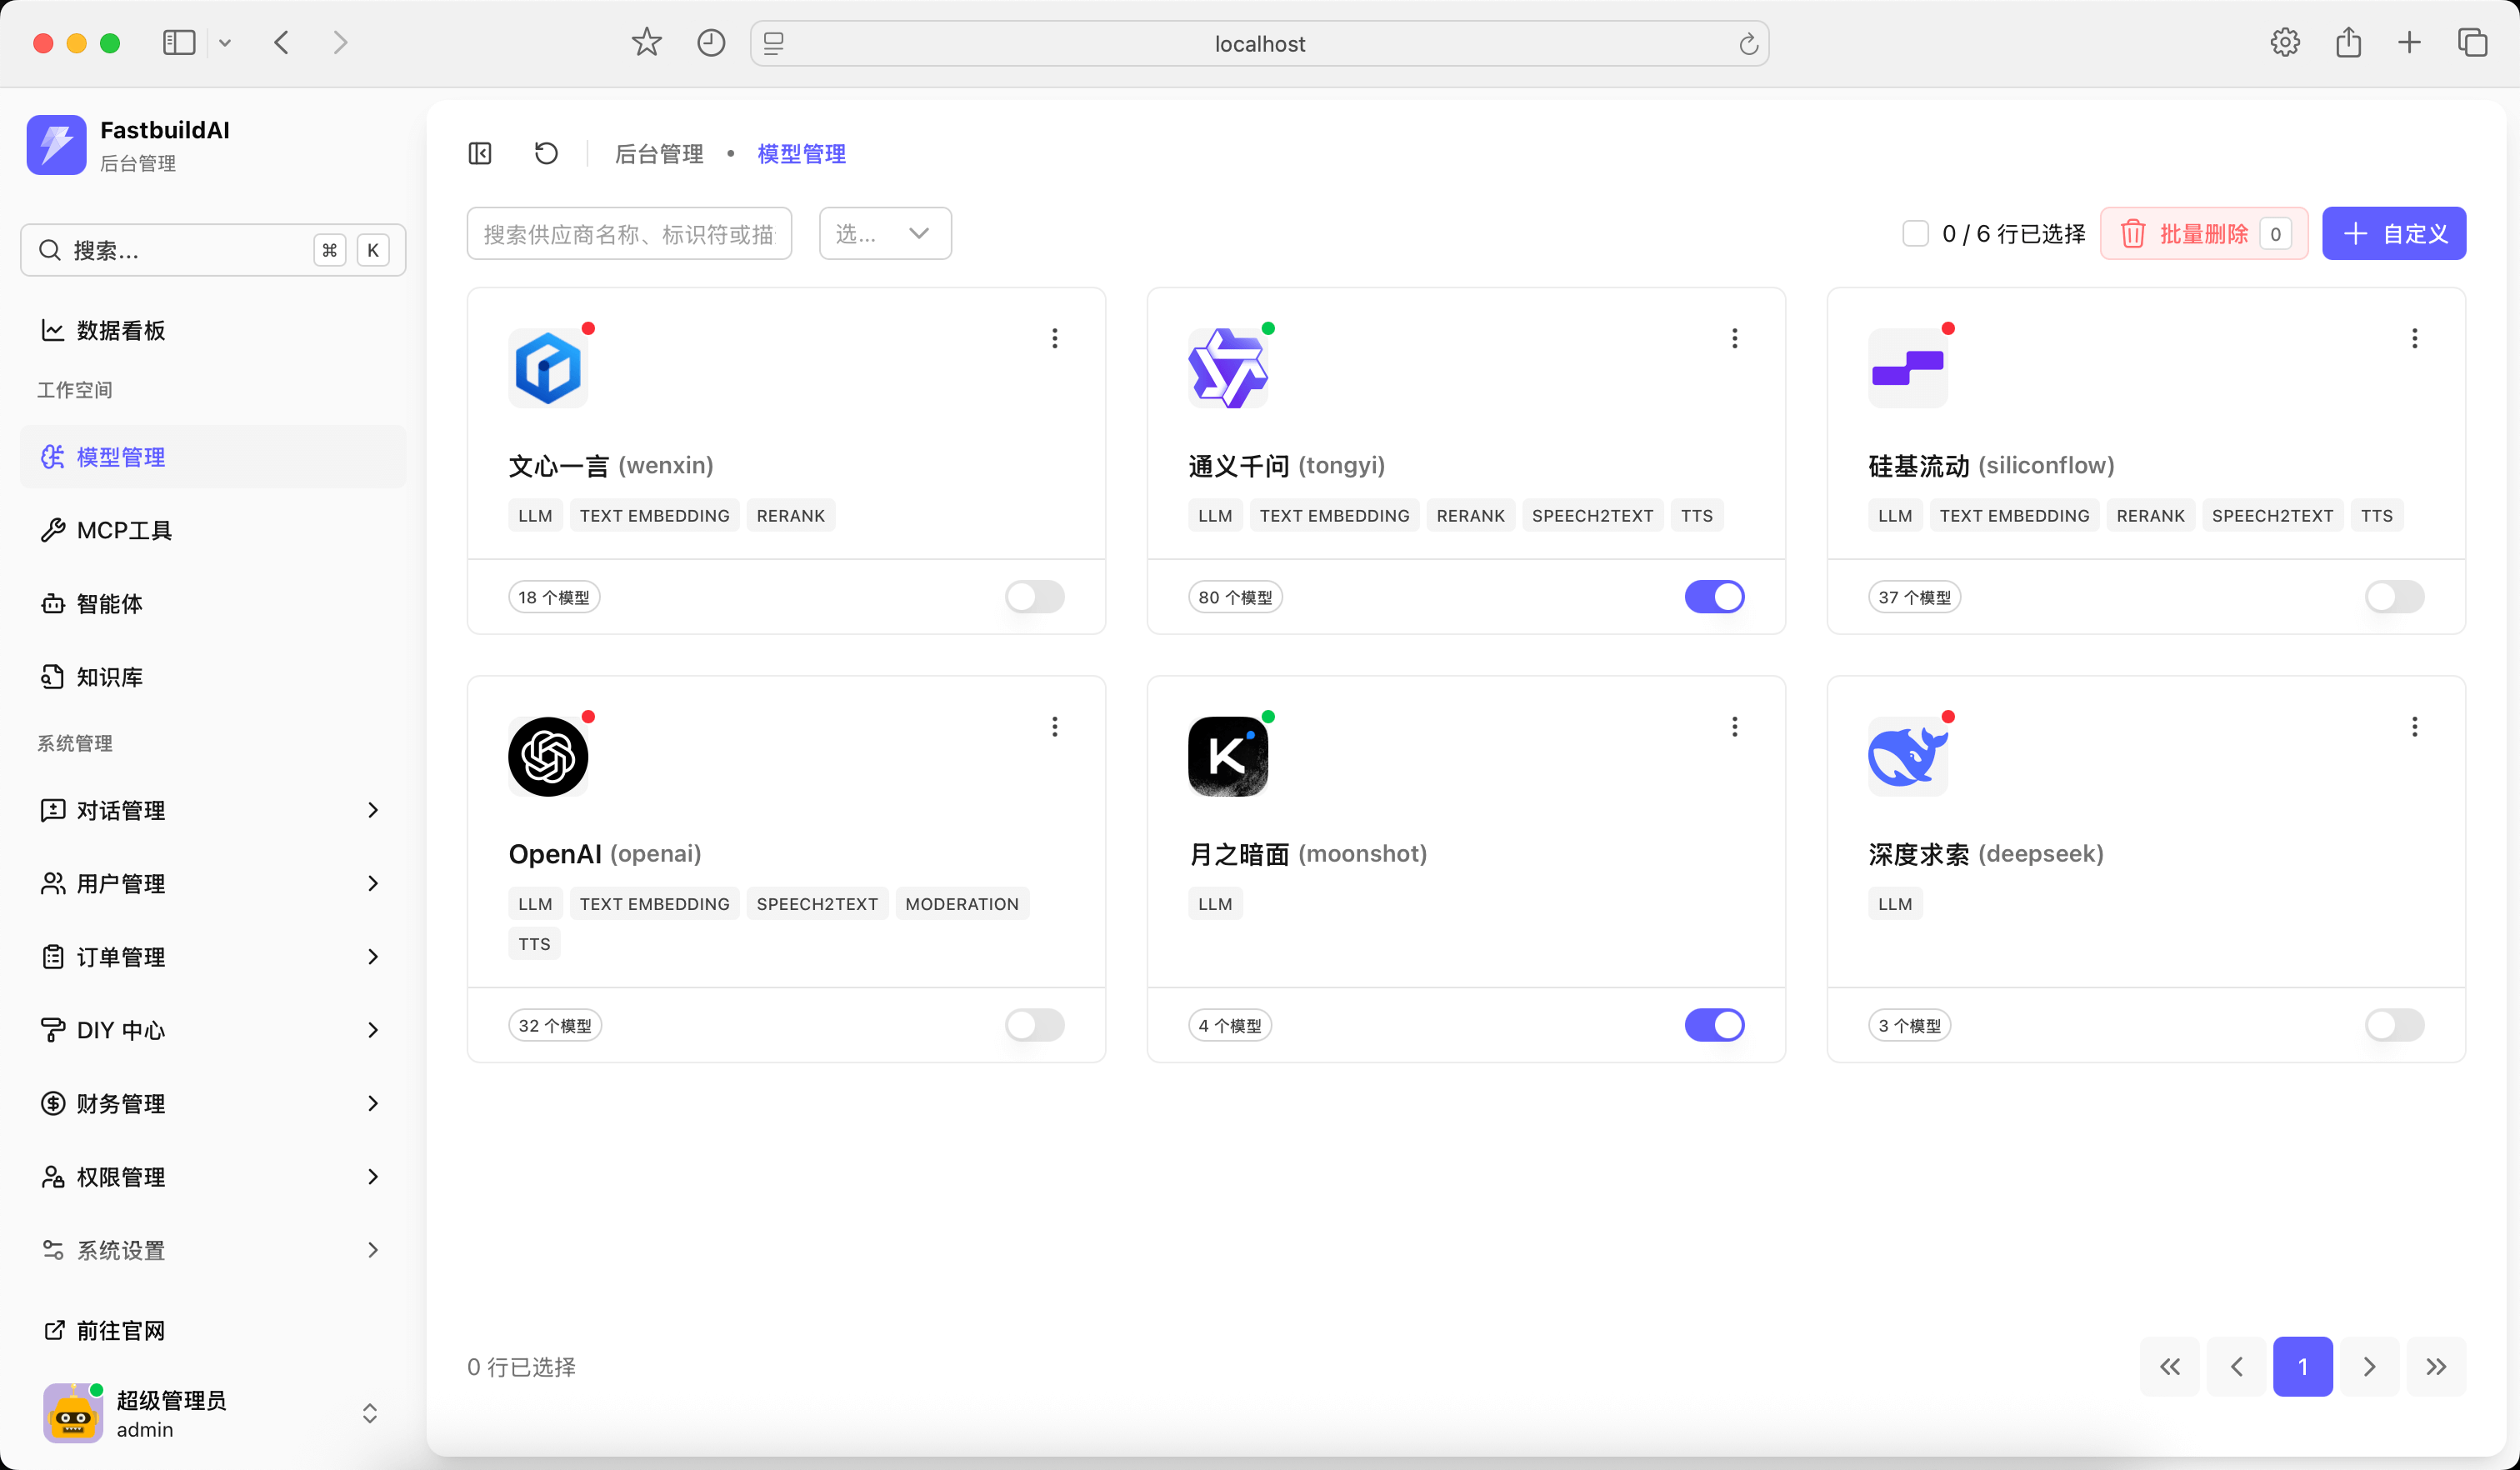 localhost
FastbuildAI
后台管理
搜索... ⌘ K
数据看板
工作空间
模型管理
MCP工具
智能体
知识库
系统管理
对话管理
用户管理
订单管理
DIY 中心
财务管理
权限管理
系统设置
前往官网
超级管理员
admin
后台管理 • 模型管理
搜索供应商名称、标识符或描 选... 0 / 6 行已选择 批量删除 0 自定义
文心一言 (wenxin)
LLM TEXT EMBEDDING RERANK
18 个模型
通义千问 (tongyi)
LLM TEXT EMBEDDING RERANK SPEECH2TEXT TTS
80 个模型
硅基流动 (siliconflow)
LLM TEXT EMBEDDING RERANK SPEECH2TEXT TTS
37 个模型
OpenAI (openai)
LLM TEXT EMBEDDING SPEECH2TEXT MODERATION
TTS
32 个模型
K
月之暗面 (moonshot)
LLM
4 个模型
深度求索 (deepseek)
LLM
3 个模型
0 行已选择 1